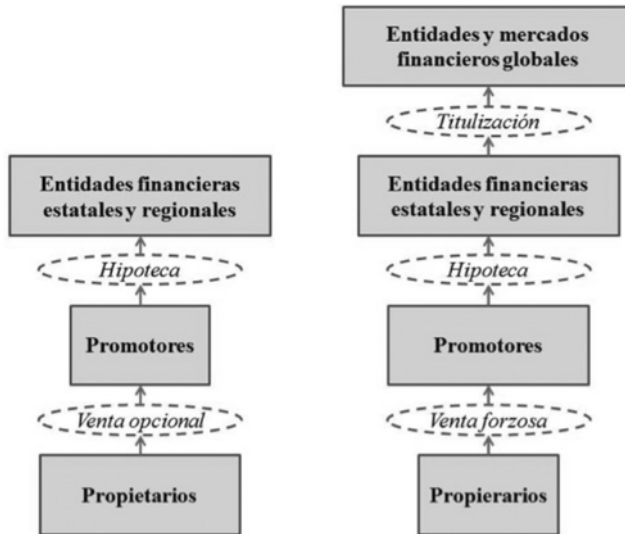 Entidades financieras
estatales y regionales
Hipoteca
Promotores
Venta opcional
Propietarios
Entidades y mercados
financieros globales
Titulización
Entidades financieras
estatales y regionales
Hipoteca
Promotores
Venta forzosa
Propierarios